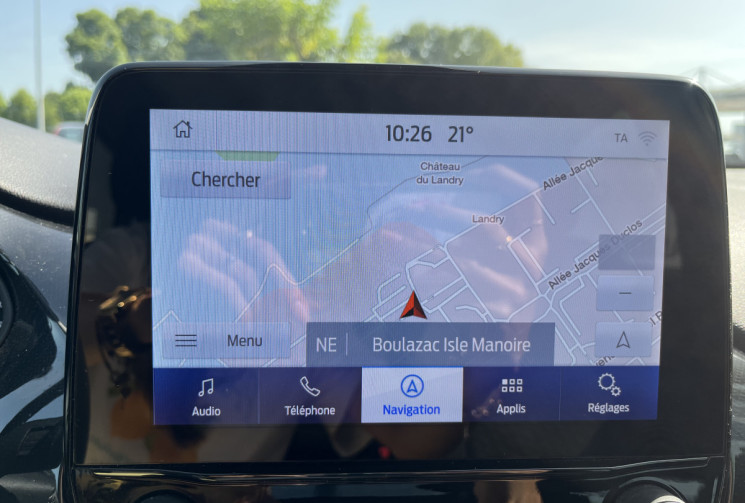 10:26 21°
TA
Chercher
Château
du Landry
Allée Jacqu
Landry
Allée Jacques Duclos
Menu
NE
Boulazac Isle Manoire
Audio
Téléphone
Navigation
Applis
Réglages